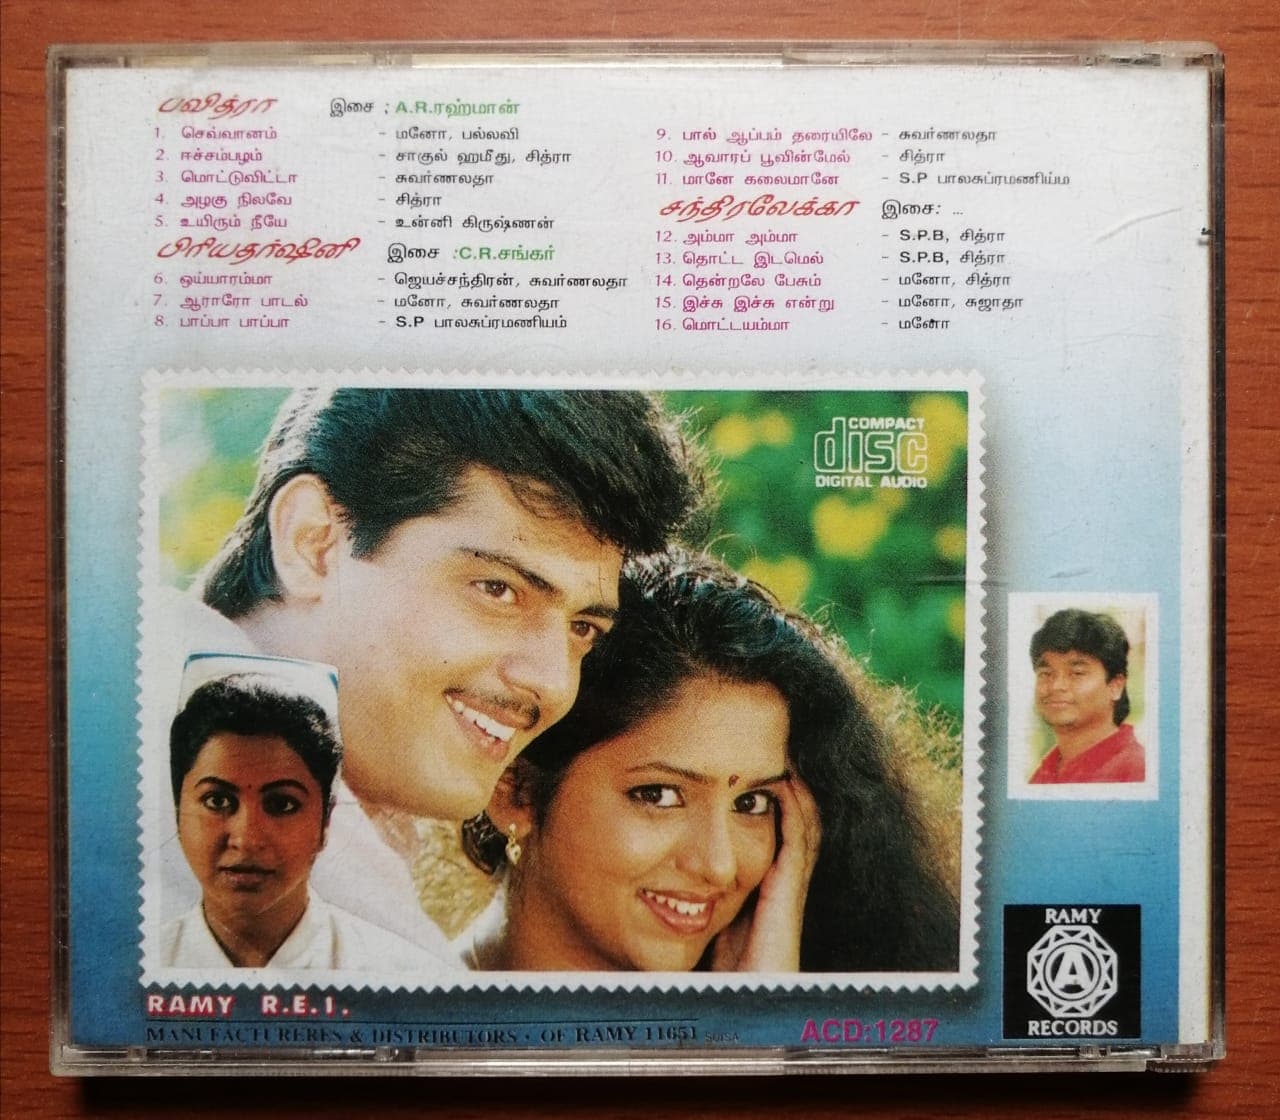 பவித்ரா இசை : A.R.ரஹ்மான்
1. செவ்வானம் - மனோ, பல்லவி
2. ஈச்சம்பழம் - சாகுல் ஹமீது, சித்ரா
3. மொட்டுவிட்டா - சுவர்ணலதா
4. அழகு நிலவே - சித்ரா
5. உயிரும் நீயே - உன்னி கிருஷ்ணன்
பிரியதர்ஷினி இசை :C.R.சங்கர்
6. ஒய்யாரம்மா - ஜெயச்சந்திரன், சுவர்ணலதா
7. ஆராரோ பாடல் - மனோ, சுவர்ணலதா
8. பாப்பா பாப்பா - S.P பாலசுப்ரமணியம்
9. பால் ஆப்பம் தரையிலே - சுவர்ணலதா
10. ஆவாரப் பூவின்மேல் - சித்ரா
11. மானே கலைமானே - S.P பாலசுப்ரமணிய்ம
சந்திரலேக்கா இசை: ...
12. அம்மா அம்மா - S.P.B, சித்ரா
13. தொட்ட இடமெல் - S.P.B, சித்ரா
14. தென்றலே பேசும் - மனோ, சித்ரா
15. இச்சு இச்சு என்று - மனோ, சுஜாதா
16. மொட்டயம்மா - மனோ
COMPACT
disc
DIGITAL AUDIO
RAMY
A
RECORDS
RAMY R.E.I.
MANUFACTURERES & DISTRIBUTORS · OF RAMY 11651 SUISA
ACD:1287